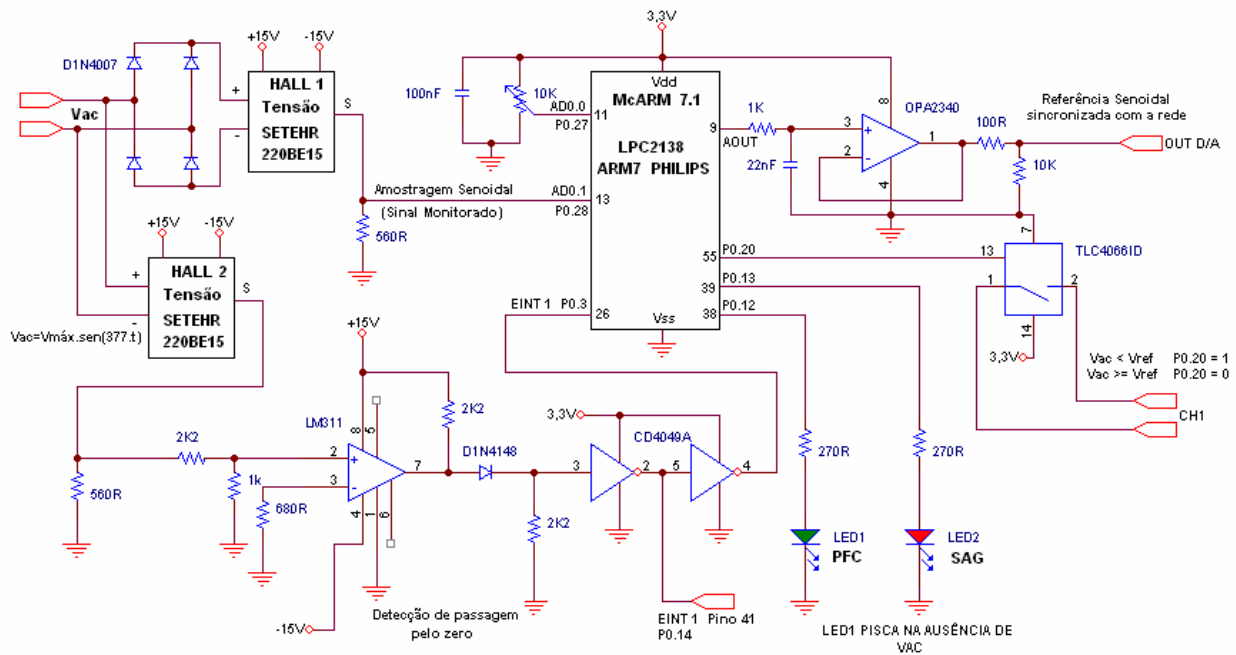 3,3V
+15V
-15V
D1N4007
HALL 1
Tensão
SETEHR
220BE15
+
-
S
Vac
100nF
10K
AD0.0
P0.27
11
Vdd
McARM 7.1
LPC2138
ARM7 PHILIPS
9
AOUT
1K
22nF
3
2
8
4
1
+
-
OPA2340
100R
Referência Senoidal
sincronizada com a rede
OUT D/A
10K
Amostragem Senoidal
(Sinal Monitorado)
AD0.1
P0.28
13
560R
+15V
-15V
HALL 2
Tensão
SETEHR
220BE15
+
-
S
Vac=Vmáx.sen(377.t)
55
P0.20
39
P0.13
38
P0.12
EINT 1 P0.3
26
Vss
13
7
TLC4066ID
1
2
14
3,3V
Vac < Vref P0.20 = 1
Vac >= Vref P0.20 = 0
CH1
+15V
2K2
LM311
8
5
2
3
+
-
7
4
1
6
2K2
1k
560R
680R
-15V
D1N4148
2K2
3,3V
CD4049A
3
2
5
4
270R
270R
LED1
PFC
LED2
SAG
Detecção de passagem
pelo zero
EINT 1 Pino 41
P0.14
LED1 PISCA NA AUSÊNCIA DE
VAC